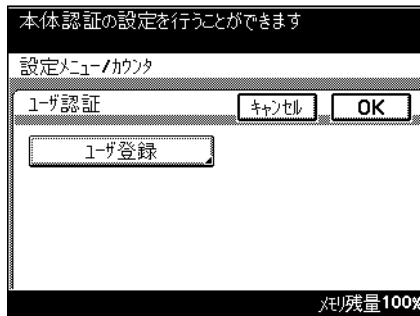 本体認証の設定を行うことができます
設定ﾒﾆｭｰ/ｶｳﾝﾀ
ﾕｰｻﾞ認証 ｷｬﾝｾﾙ OK
ﾕｰｻﾞ登録
ﾒﾓﾘ残量100%